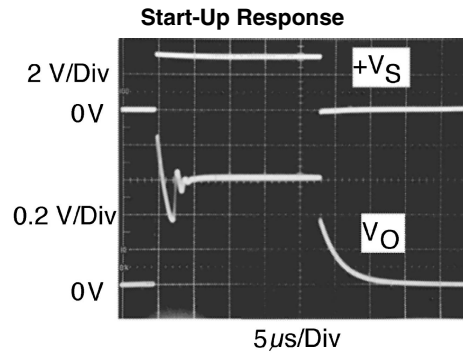 Start-Up Response
2 V/Div
+VS
0V
0.2 V/Div
VO
0V
5µs/Div